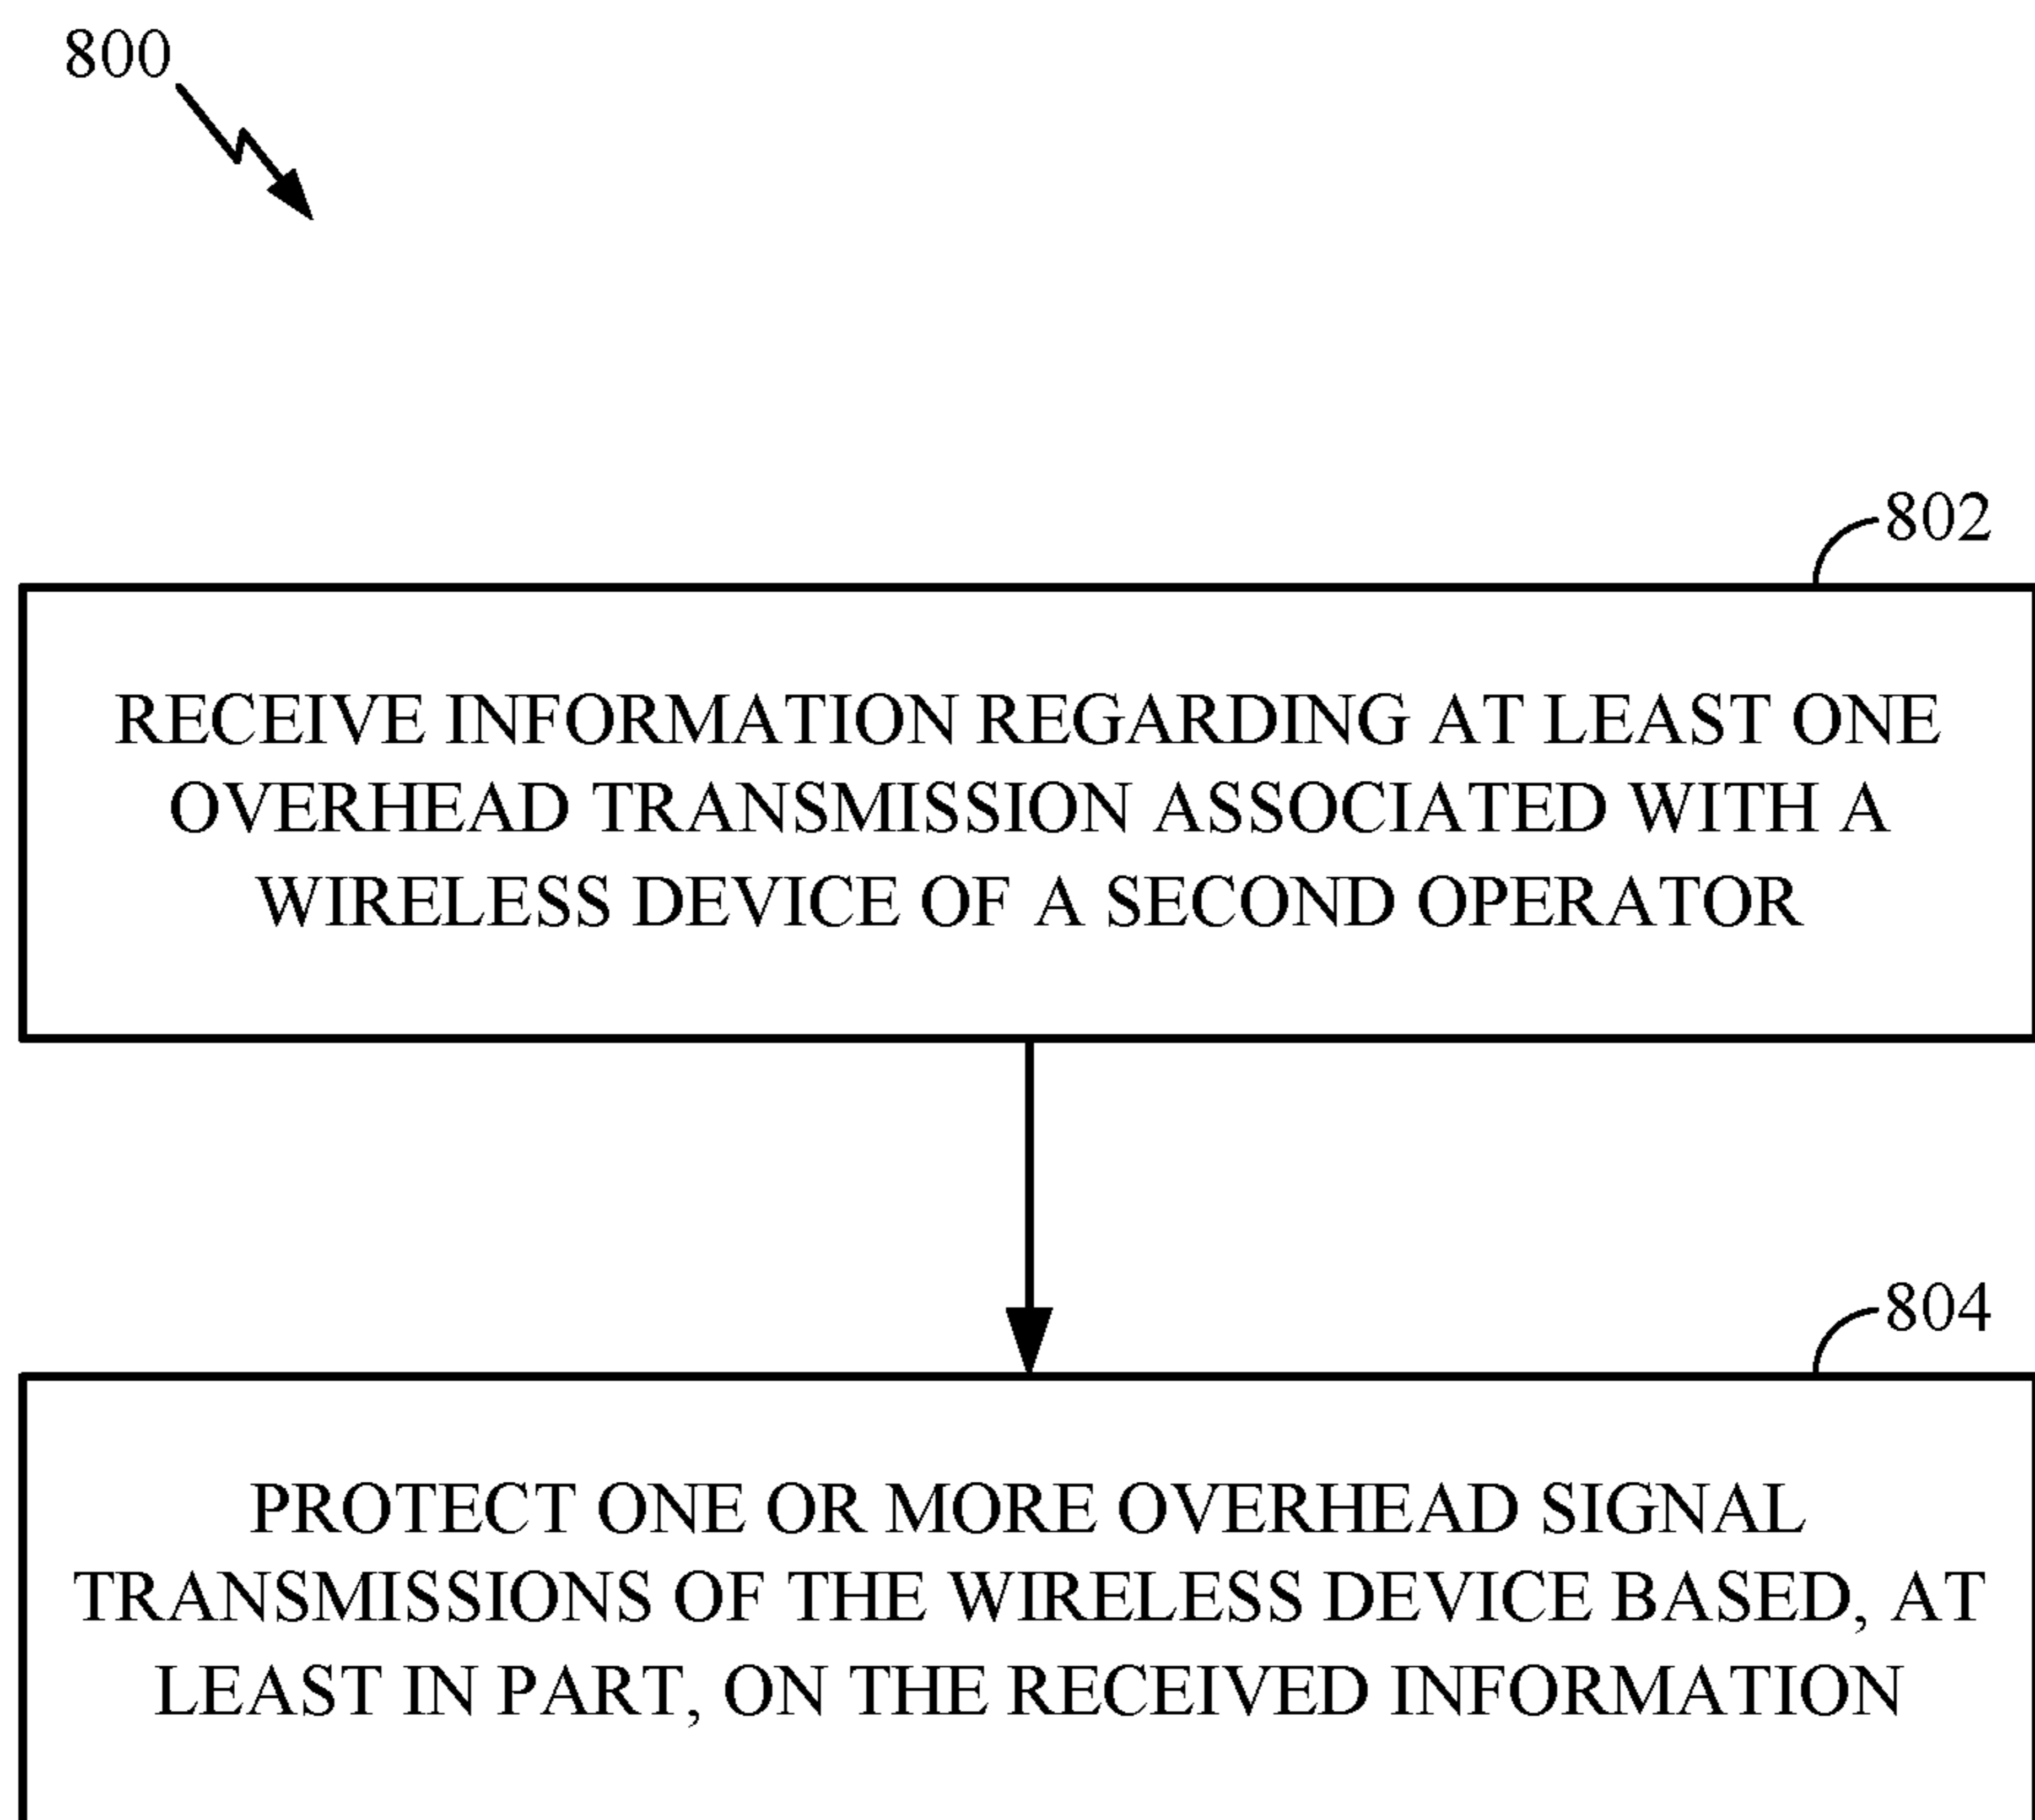 800
802
RECEIVE INFORMATION REGARDING AT LEAST ONE
OVERHEAD TRANSMISSION ASSOCIATED WITH A
WIRELESS DEVICE OF A SECOND OPERATOR
804
PROTECT ONE OR MORE OVERHEAD SIGNAL
TRANSMISSIONS OF THE WIRELESS DEVICE BASED, AT
LEAST IN PART, ON THE RECEIVED INFORMATION